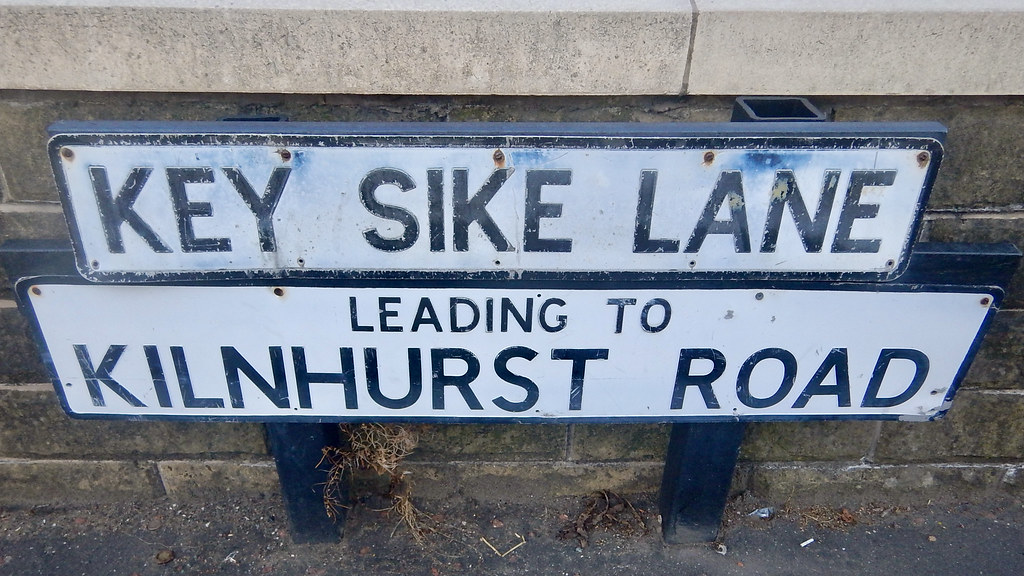 KEY SIKE LANE
LEADING TO
KILNHURST ROAD